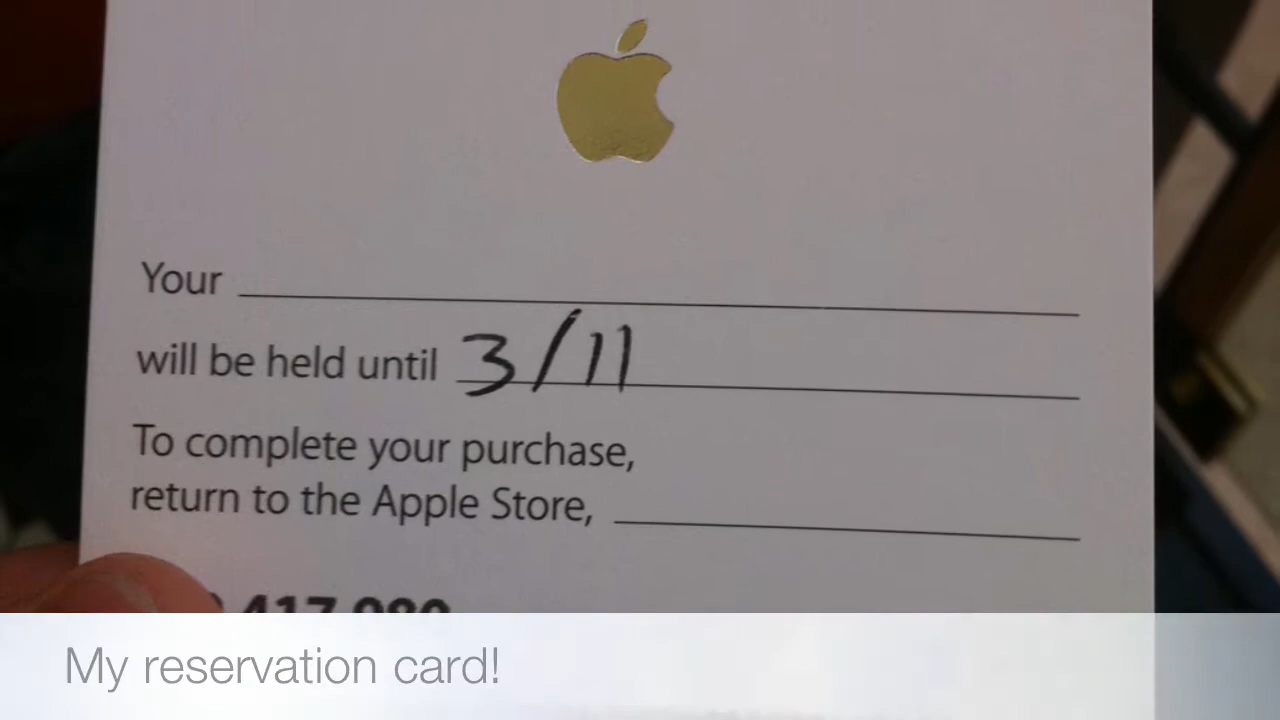 Your
will be held until 3/11
To complete your purchase,
return to the Apple Store,
My reservation card!